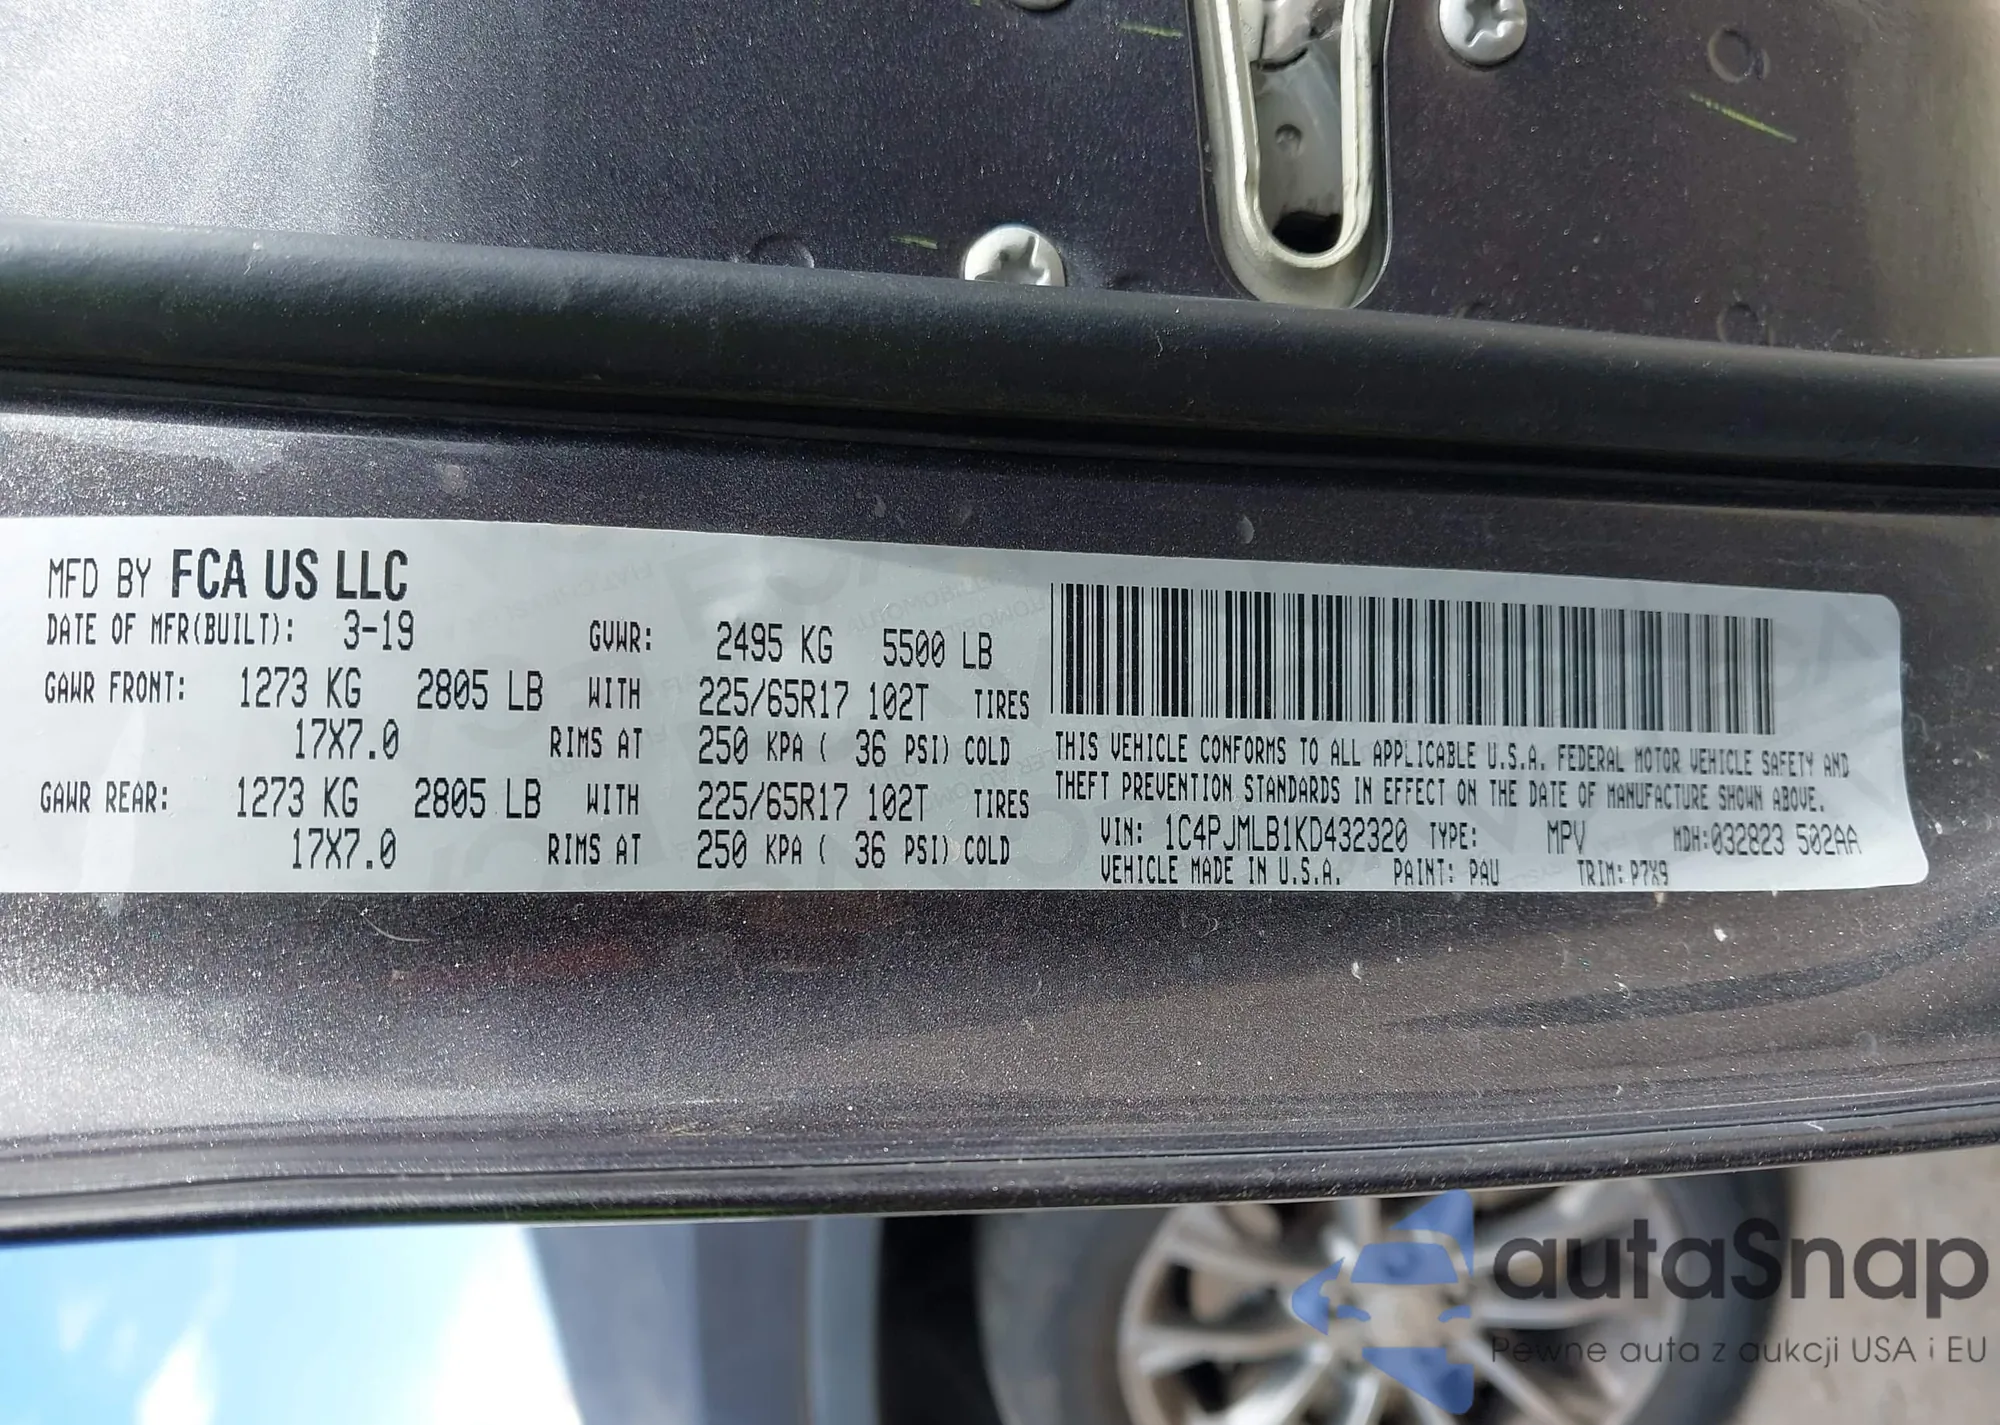 MFD BY FCA US LLC
DATE OF MFR(BUILT): 3-19 GVWR: 2495 KG 5500 LB
GAWR FRONT: 1273 KG 2805 LB WITH 225/65R17 102T TIRES
17X7.0 RIMS AT 250 KPA ( 36 PSI) COLD
GAWR REAR: 1273 KG 2805 LB WITH 225/65R17 102T TIRES
17X7.0 RIMS AT 250 KPA ( 36 PSI) COLD
THIS VEHICLE CONFORMS TO ALL APPLICABLE U.S.A. FEDERAL MOTOR VEHICLE SAFETY AND
THEFT PREVENTION STANDARDS IN EFFECT ON THE DATE OF MANUFACTURE SHOWN ABOVE.
VIN: 1C4PJMLB1KD432320 TYPE: MPV MDH:032823 502AA
VEHICLE MADE IN U.S.A. PAINT: PAU TRIM: P7X9
autaSnap
Pewne auta z aukcji USA i EU